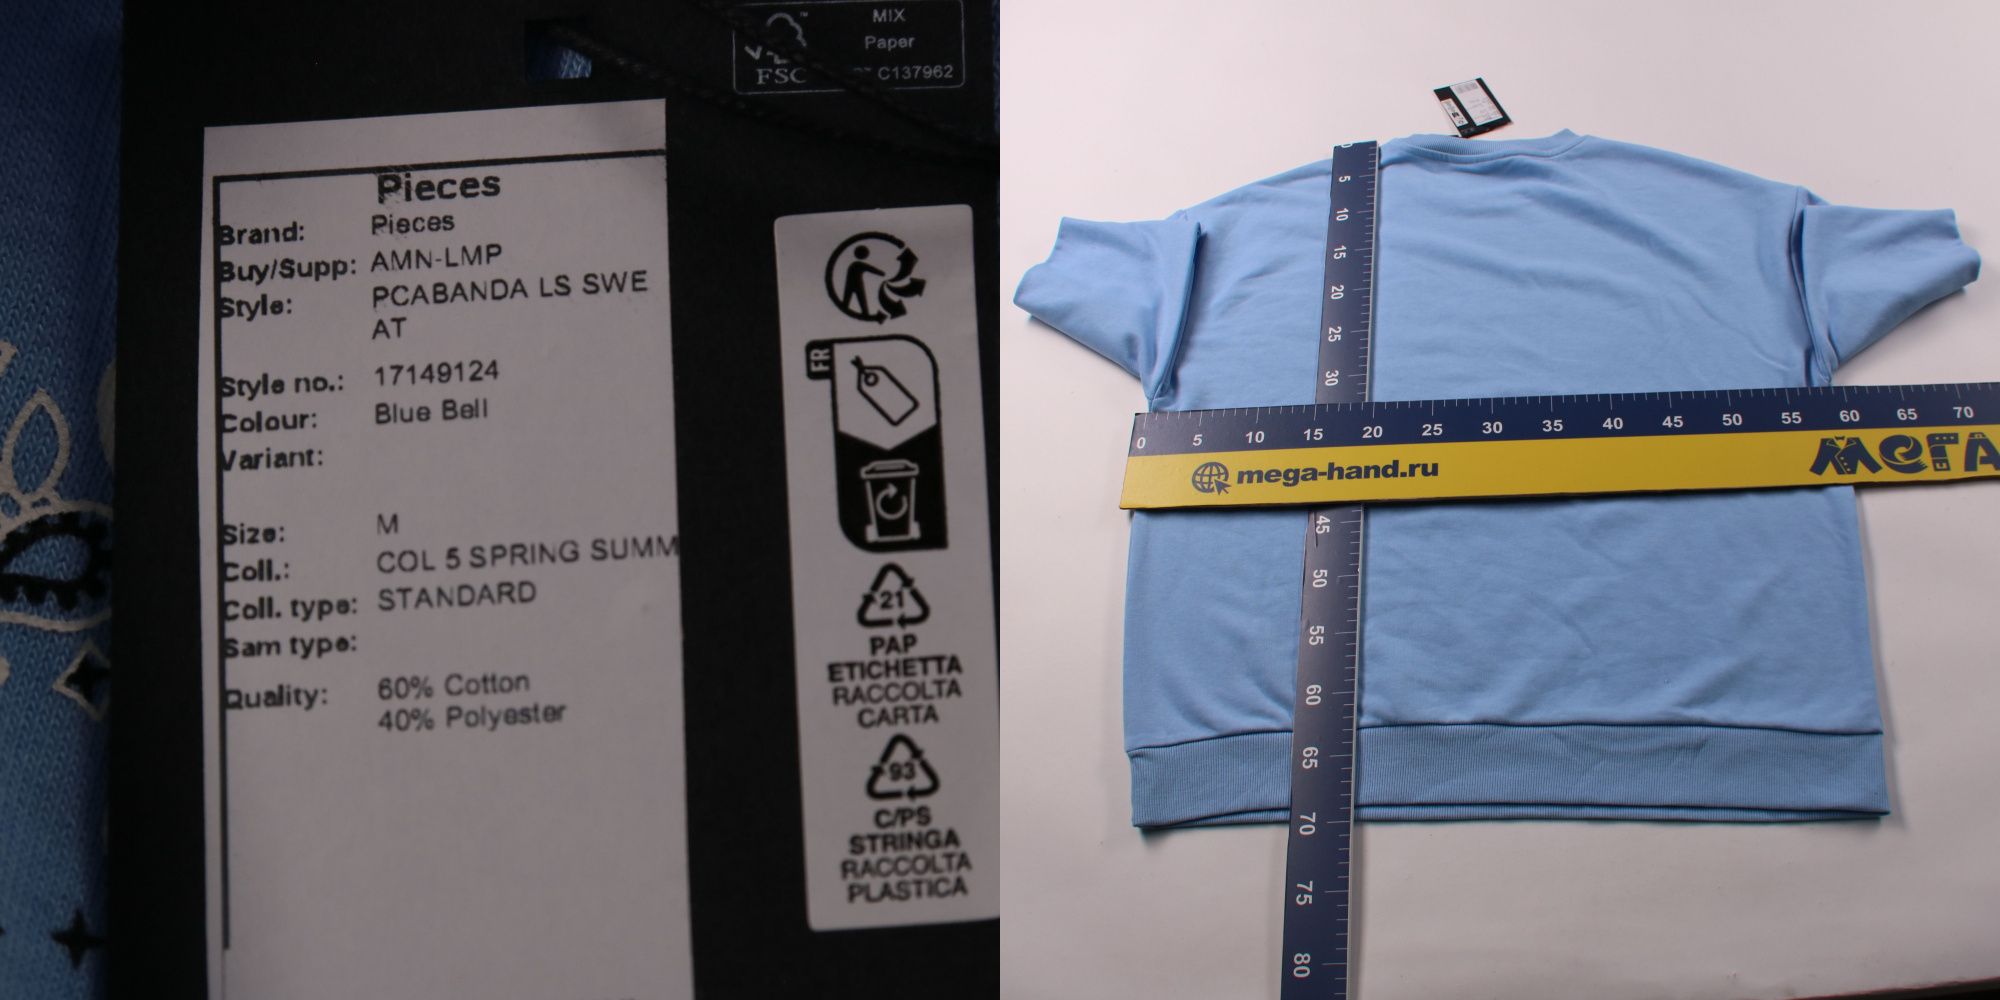 MIX
Paper
FSC
C137962
Pieces
Brand: Pieces
Buy/Supp: AMN-LMP
Style: PCABANDA LS SWE
AT
Style no.: 17149124
Colour: Blue Bell
Variant:
Size: M
Coll.: COL 5 SPRING SUMM
Coll. type: STANDARD
Sam type:
Quality: 60% Cotton
40% Polyester
FR
21
PAP
ETICHETTA
RACCOLTA
CARTA
93
C/PS
STRINGA
RACCOLTA
PLASTICA
0 5 10 15 20 25 30 45 50 55 60 65 70 75 80
0 5 10 15 20 25 30 35 40 45 50 55 60 65 70
mega-hand.ru
МЕГА